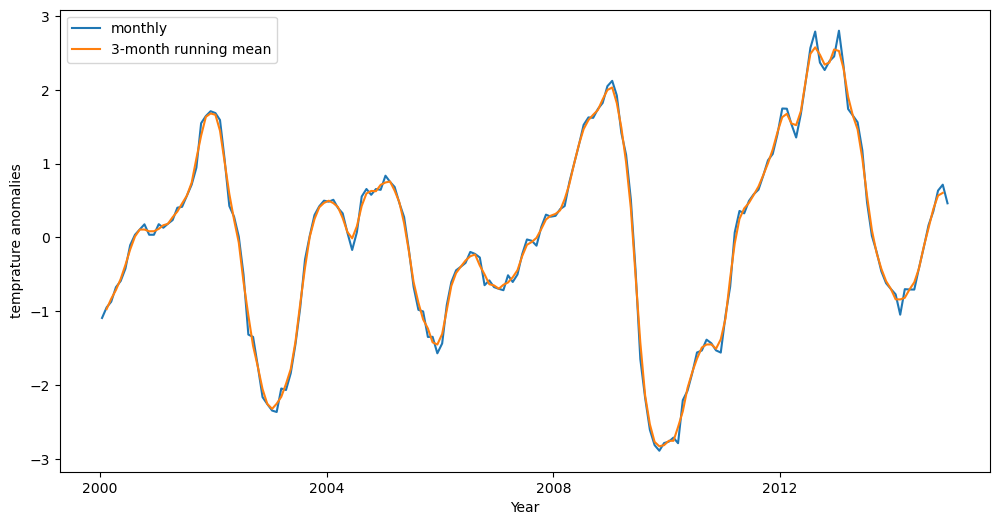 monthly
3-month running mean
temprature anomalies
3
2
1
0
−1
−2
−3
2000
2004
2008
2012
Year